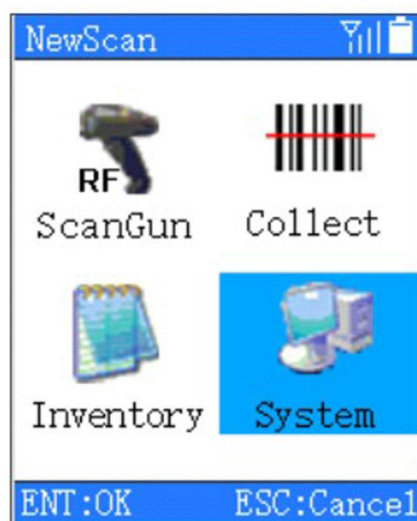 NewScan
RF
ScanGun Collect
Inventory System
ENT:OK ESC:Cancel